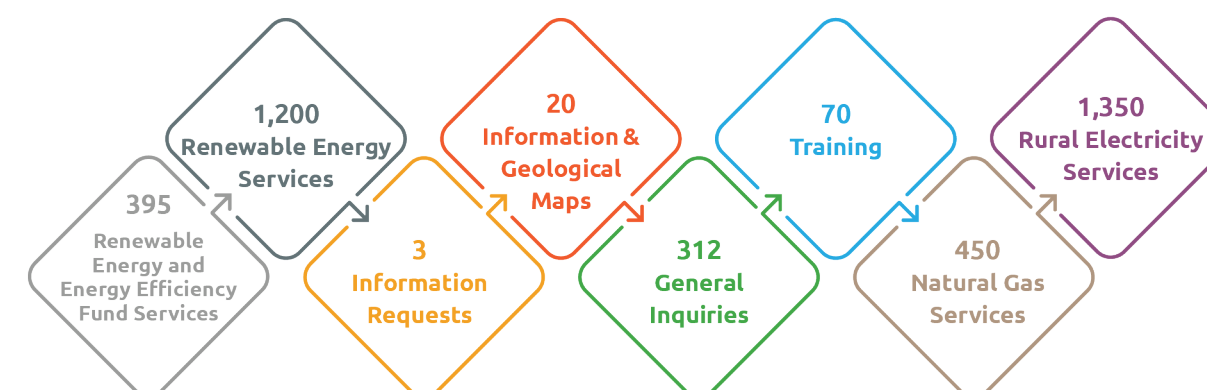 395
Renewable
Energy and
Energy Efficiency
Fund Services
1,200
Renewable Energy
Services
3
Information
Requests
20
Information &
Geological
Maps
312
General
Inquiries
70
Training
450
Natural Gas
Services
1,350
Rural Electricity
Services